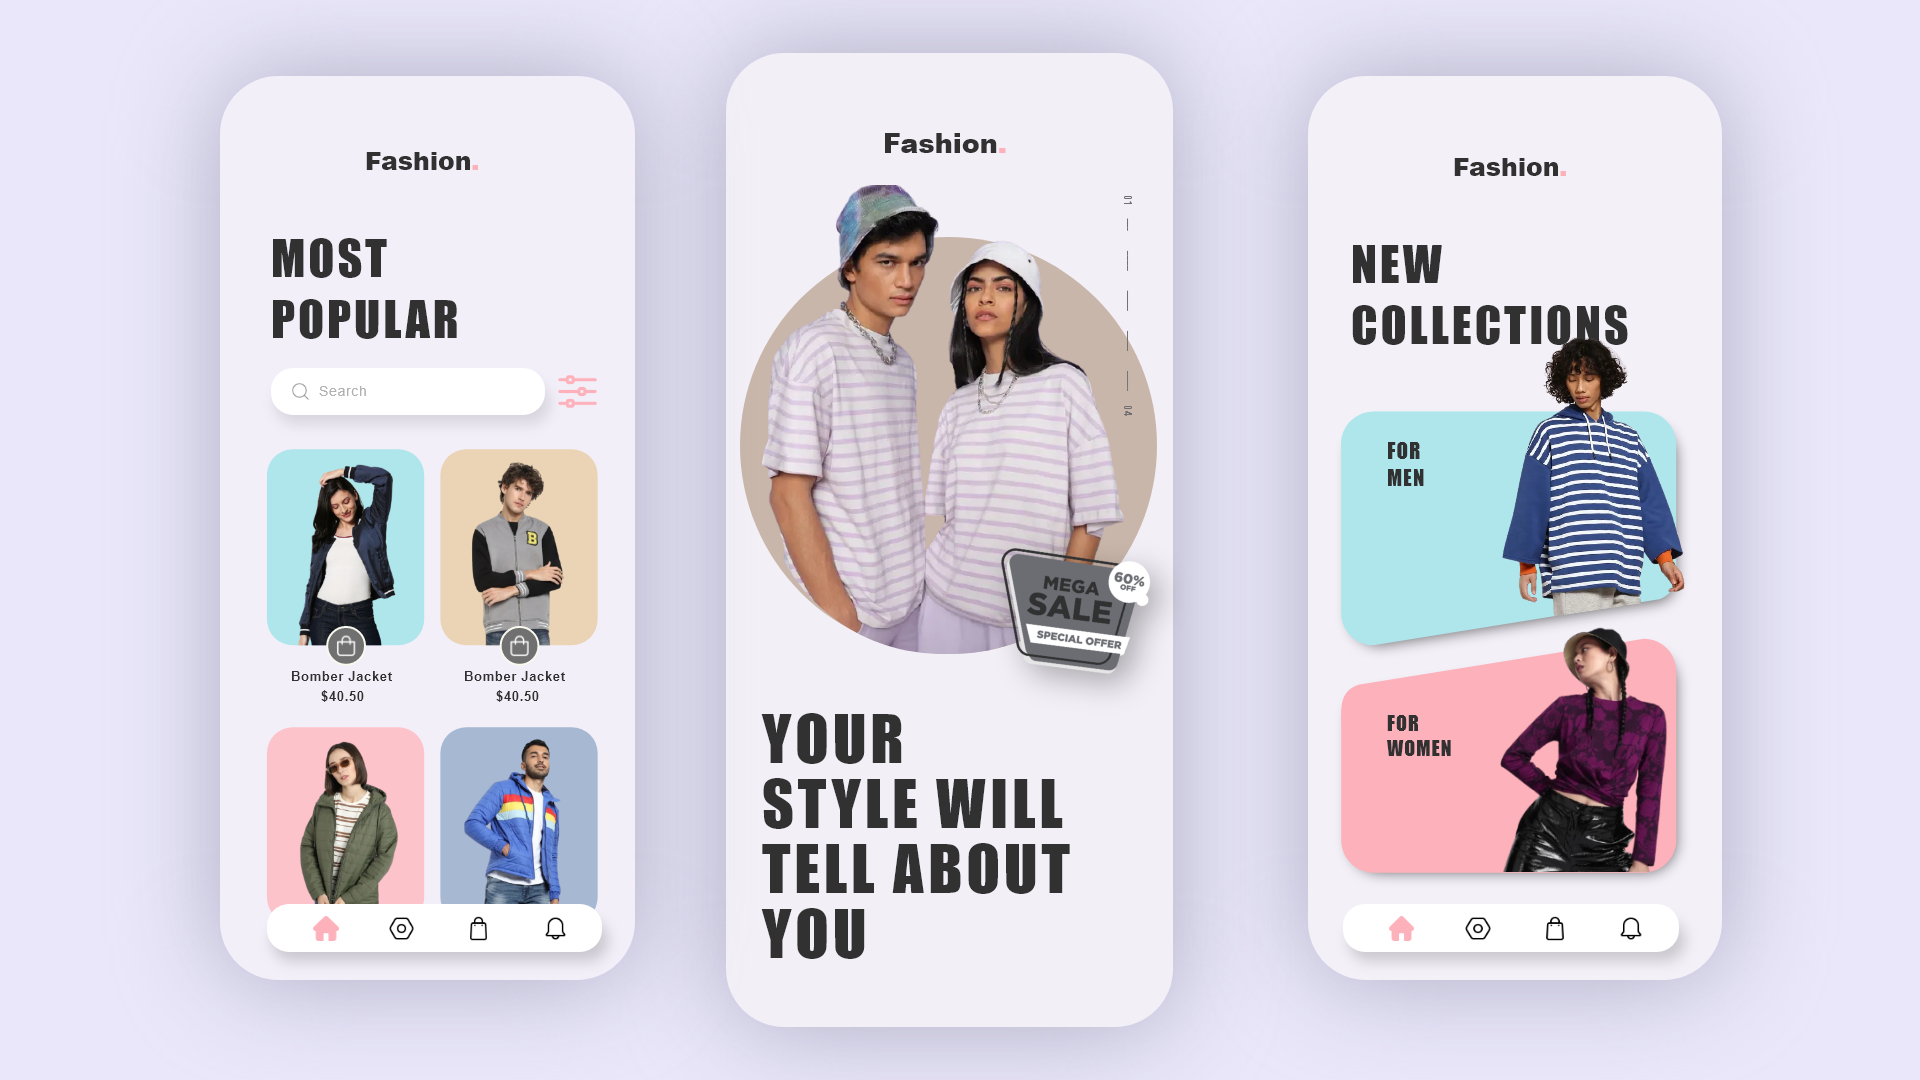 Fashion.
MOST
POPULAR
Search
B
Bomber Jacket
$40.50
Bomber Jacket
$40.50
Fashion.
01
04
MEGA
SALE
60%
OFF
SPECIAL OFFER
YOUR
STYLE WILL
TELL ABOUT
YOU
Fashion.
NEW
COLLECTIONS
FOR
MEN
FOR
WOMEN